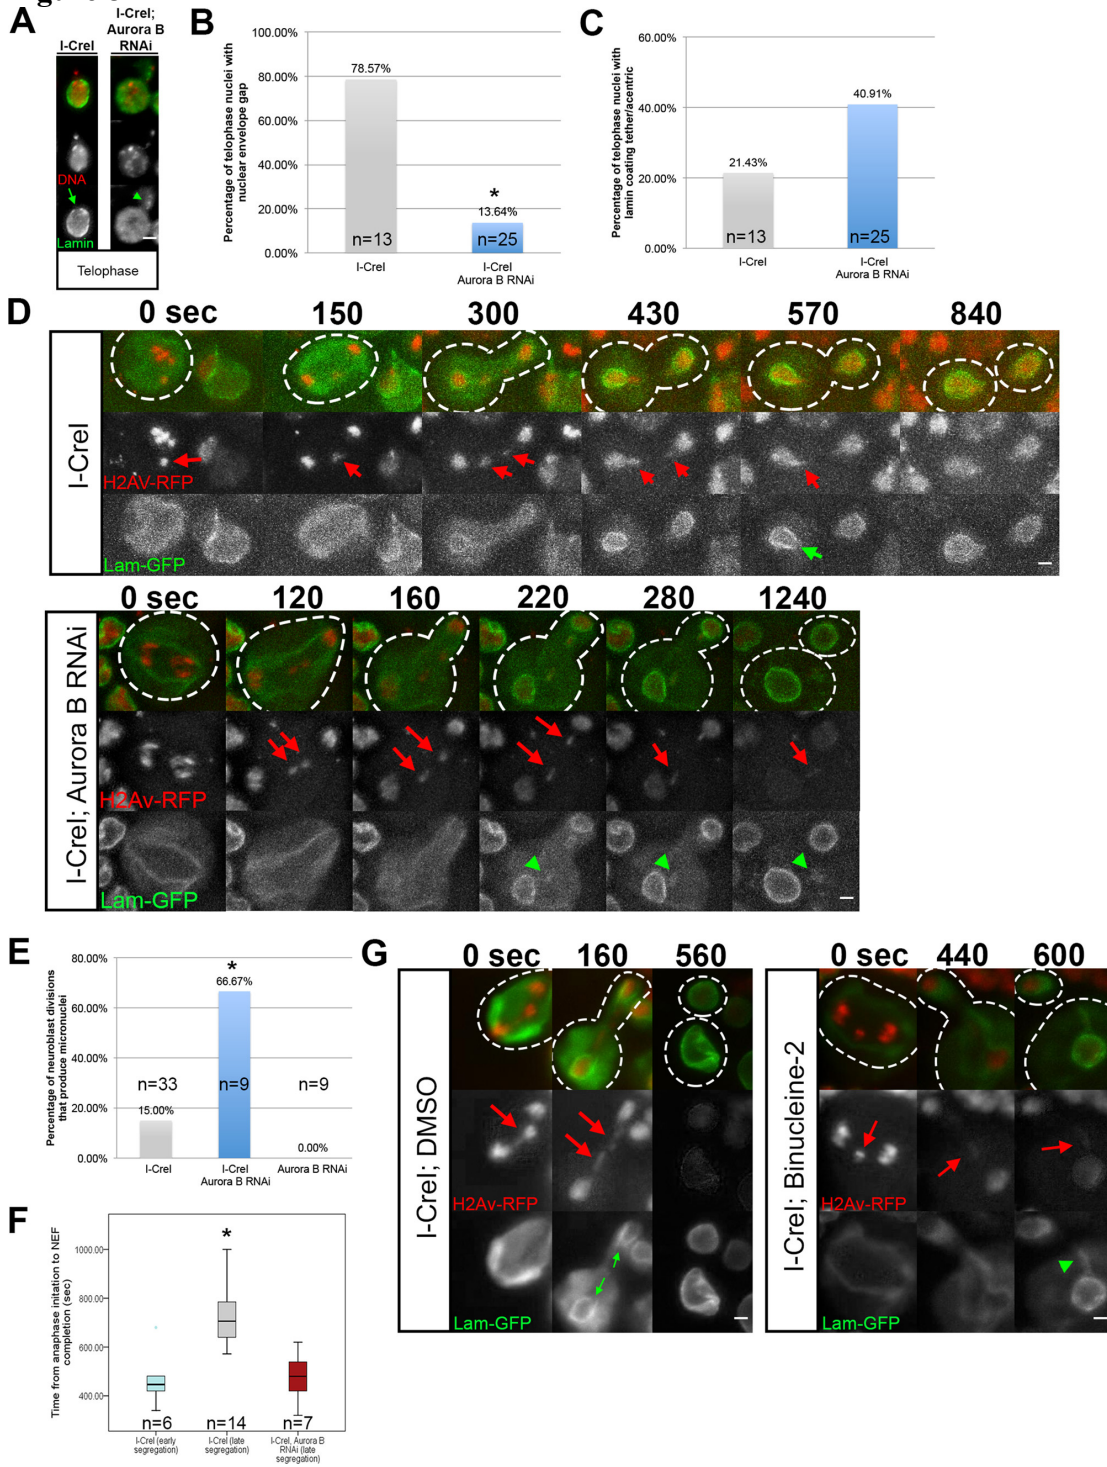 A
I-CreI
I-CreI;
Aurora B
RNAi
DNA
Lamin
Telophase
B
Percentage of telophase nuclei with
nuclear envelope gap
100.00%
80.00%
60.00%
40.00%
20.00%
0.00%
78.57%
*
13.64%
n=13
n=25
I-CreI
I-CreI
Aurora B RNAi
C
Percentage of telophase nuclei with
lamin coating tether/acentric
60.00%
40.00%
20.00%
0.00%
21.43%
40.91%
n=13
n=25
I-CreI
I-CreI
Aurora B RNAi
D
0 sec 150 300 430 570 840
I-CreI
H2AV-RFP
Lam-GFP
0 sec 120 160 220 280 1240
I-CreI; Aurora B RNAi
H2Av-RFP
Lam-GFP
E
Percentage of neuroblast divisions
that produce micronuclei
80.00%
60.00%
40.00%
20.00%
0.00%
n=33
15.00%
*
66.67%
n=9
n=9
0.00%
I-CreI
I-CreI
Aurora B RNAi
Aurora B RNAi
F
Time from anaphase initation to NEF
completion (sec)
1000.00
800.00
600.00
400.00
*
n=6
n=14
n=7
I-CreI (early
segregation)
I-CreI (late
segregation)
I-CreI, Aurora B
RNAi (late
segregation)
G
0 sec 160 560
I-CreI; DMSO
H2Av-RFP
Lam-GFP
0 sec 440 600
I-CreI; Binucleine-2
H2Av-RFP
Lam-GFP